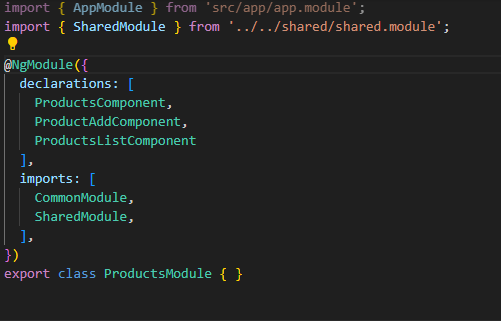 import { AppModule } from 'src/app/app.module';
import { SharedModule } from '../../shared/shared.module';
@NgModule({
  declarations: [
    ProductsComponent,
    ProductAddComponent,
    ProductsListComponent
  ],
  imports: [
    CommonModule,
    SharedModule,
  ],
})
export class ProductsModule { }